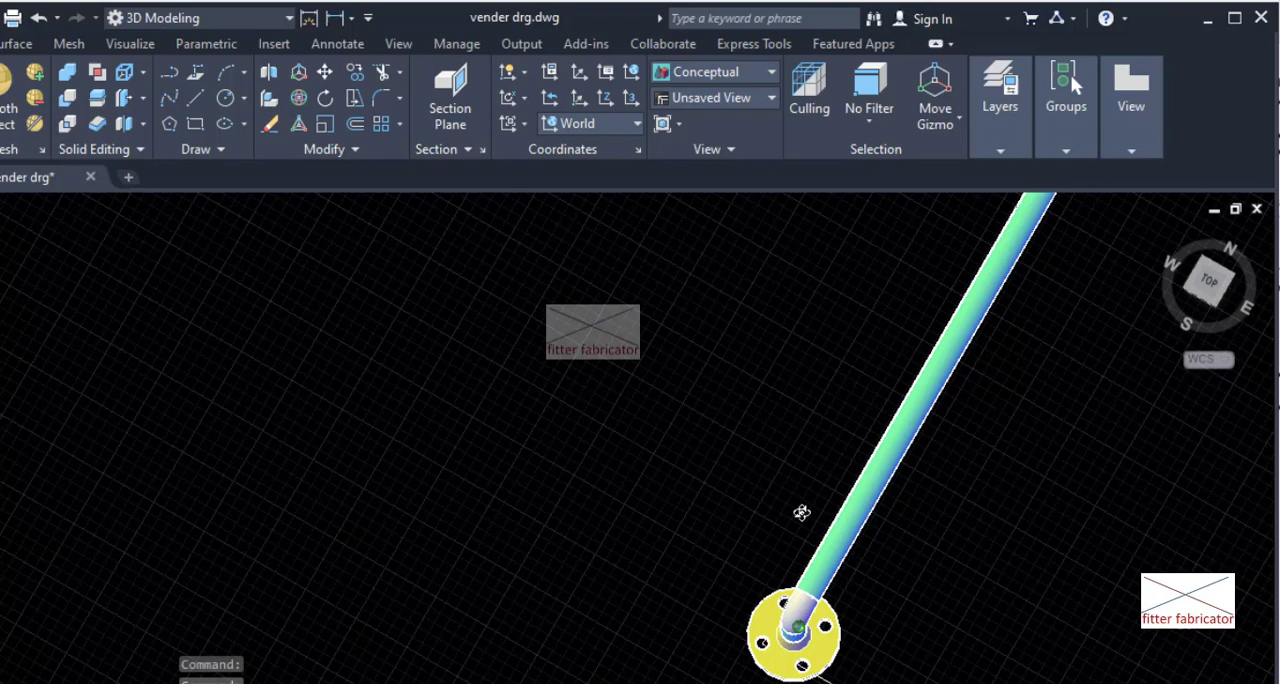 3D Modeling
vender drg.dwg
Type a keyword or phrase
Sign In
urface Mesh Visualize Parametric Insert Annotate View Manage Output Add-ins Collaborate Express Tools Featured Apps
oth
ect
esh
Solid Editing
Draw
Modify
Section
Plane
Section
World
Coordinates
Conceptual
Unsaved View
View
Culling
No Filter
Move
Gizmo
Selection
Layers
Groups
View
ender drg*
N
W
TOP
E
S
WCS
fitter fabricator
fitter fabricator
Command: